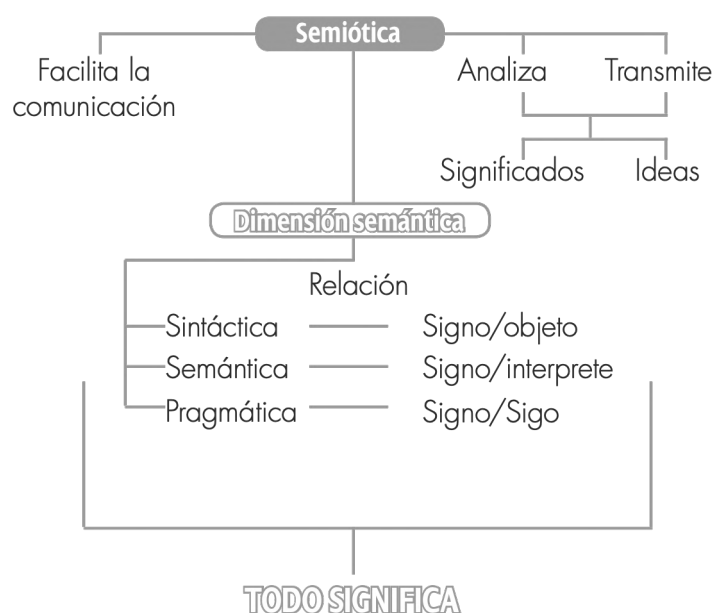 Semiótica
Facilita la
comunicación
Analiza
Transmite
Significados
Ideas
Dimensión semántica
Relación
Sintáctica
Signo/objeto
Semántica
Signo/interprete
Pragmática
Signo/Sigo
TODO SIGNIFICA